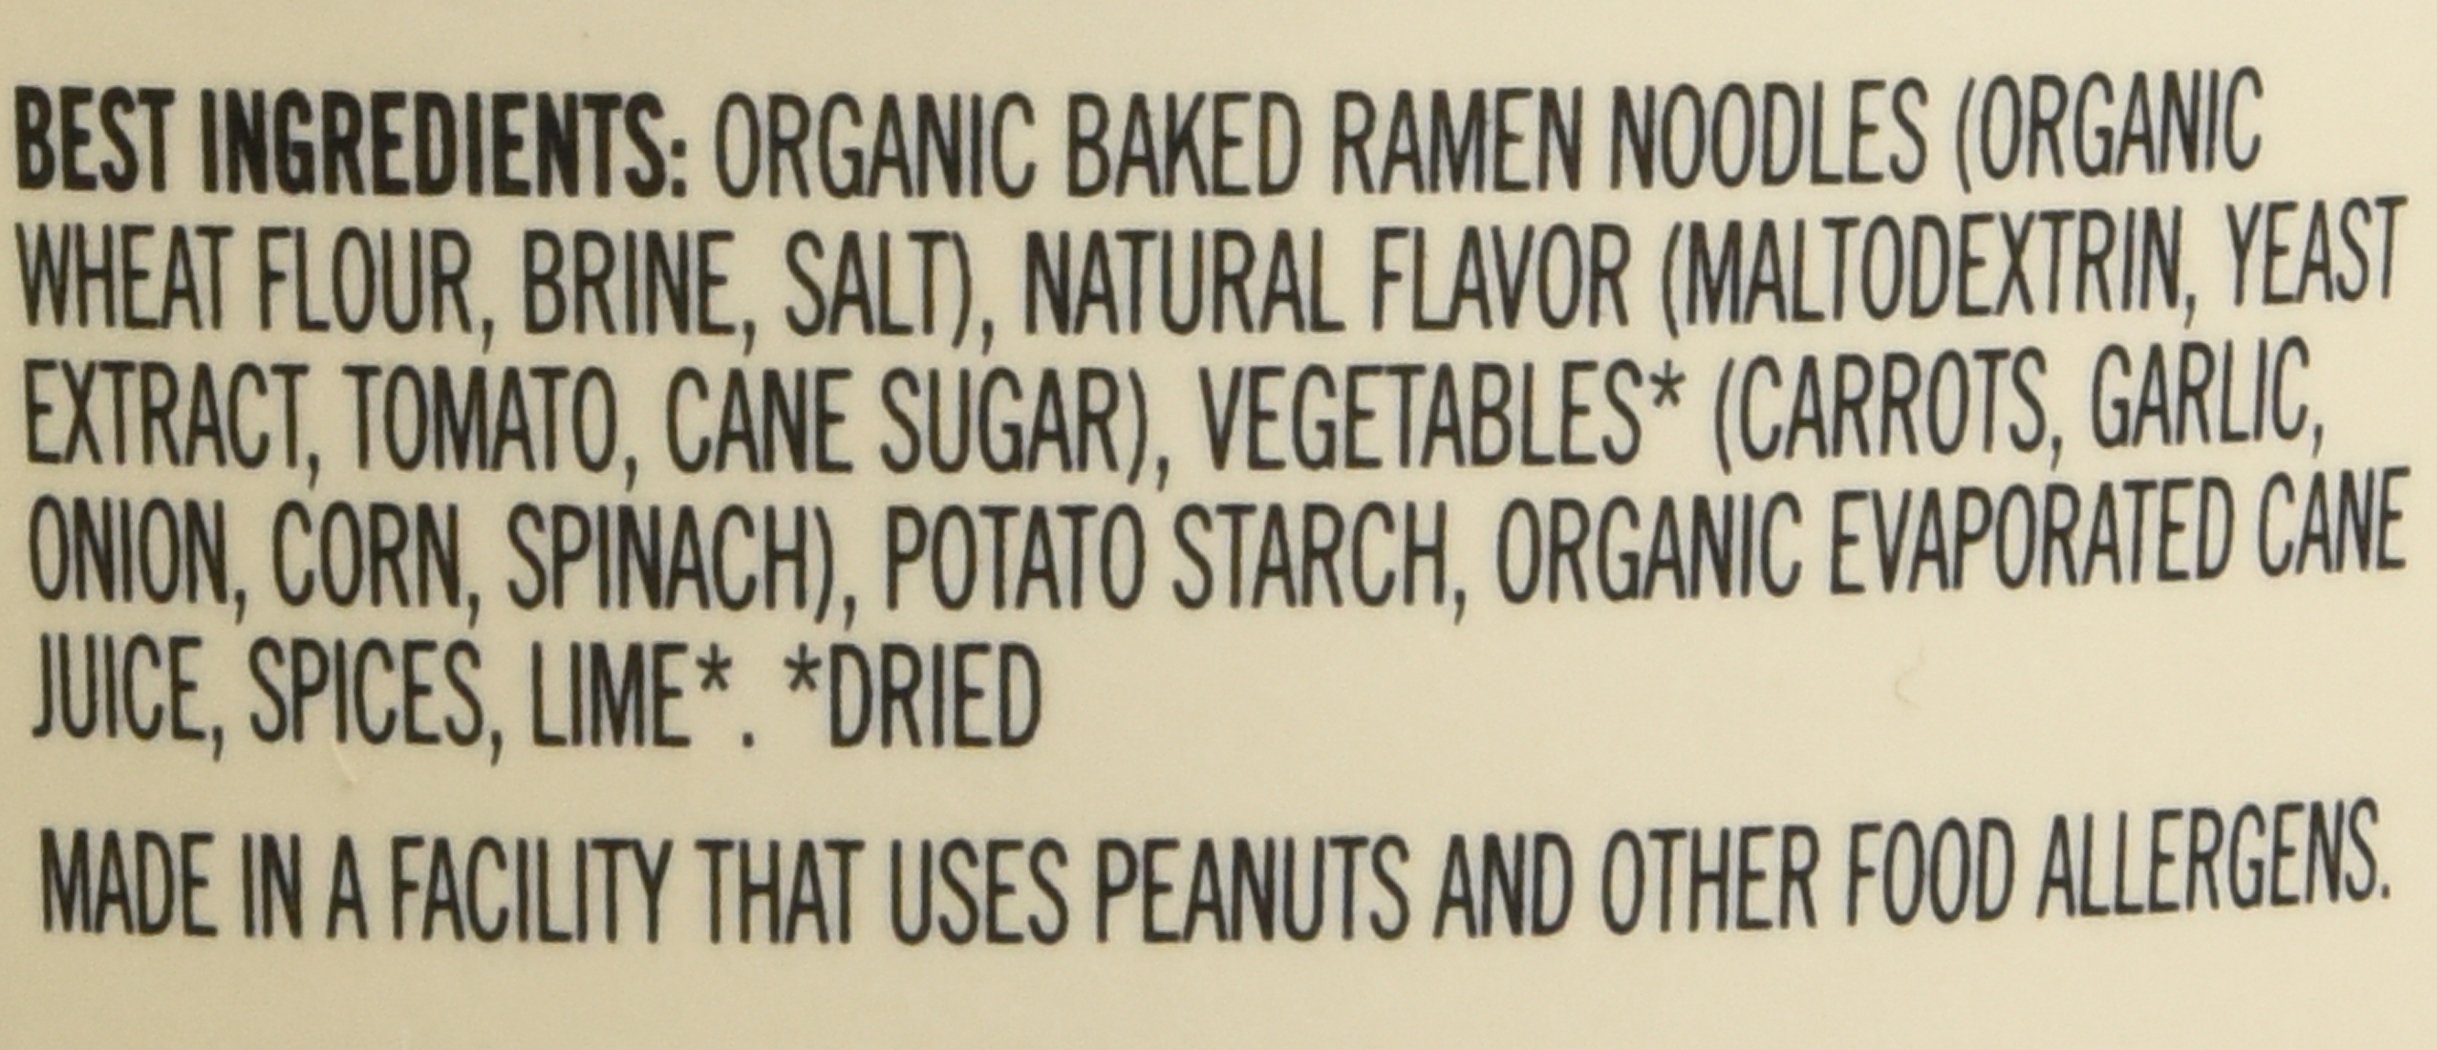 BEST INGREDIENTS: ORGANIC BAKED RAMEN NOODLES (ORGANIC
WHEAT FLOUR, BRINE, SALT), NATURAL FLAVOR (MALTODEXTRIN, YEAST
EXTRACT, TOMATO, CANE SUGAR), VEGETABLES* (CARROTS, GARLIC,
ONION, CORN, SPINACH), POTATO STARCH, ORGANIC EVAPORATED CANE
JUICE, SPICES, LIME*. *DRIED
MADE IN A FACILITY THAT USES PEANUTS AND OTHER FOOD ALLERGENS.